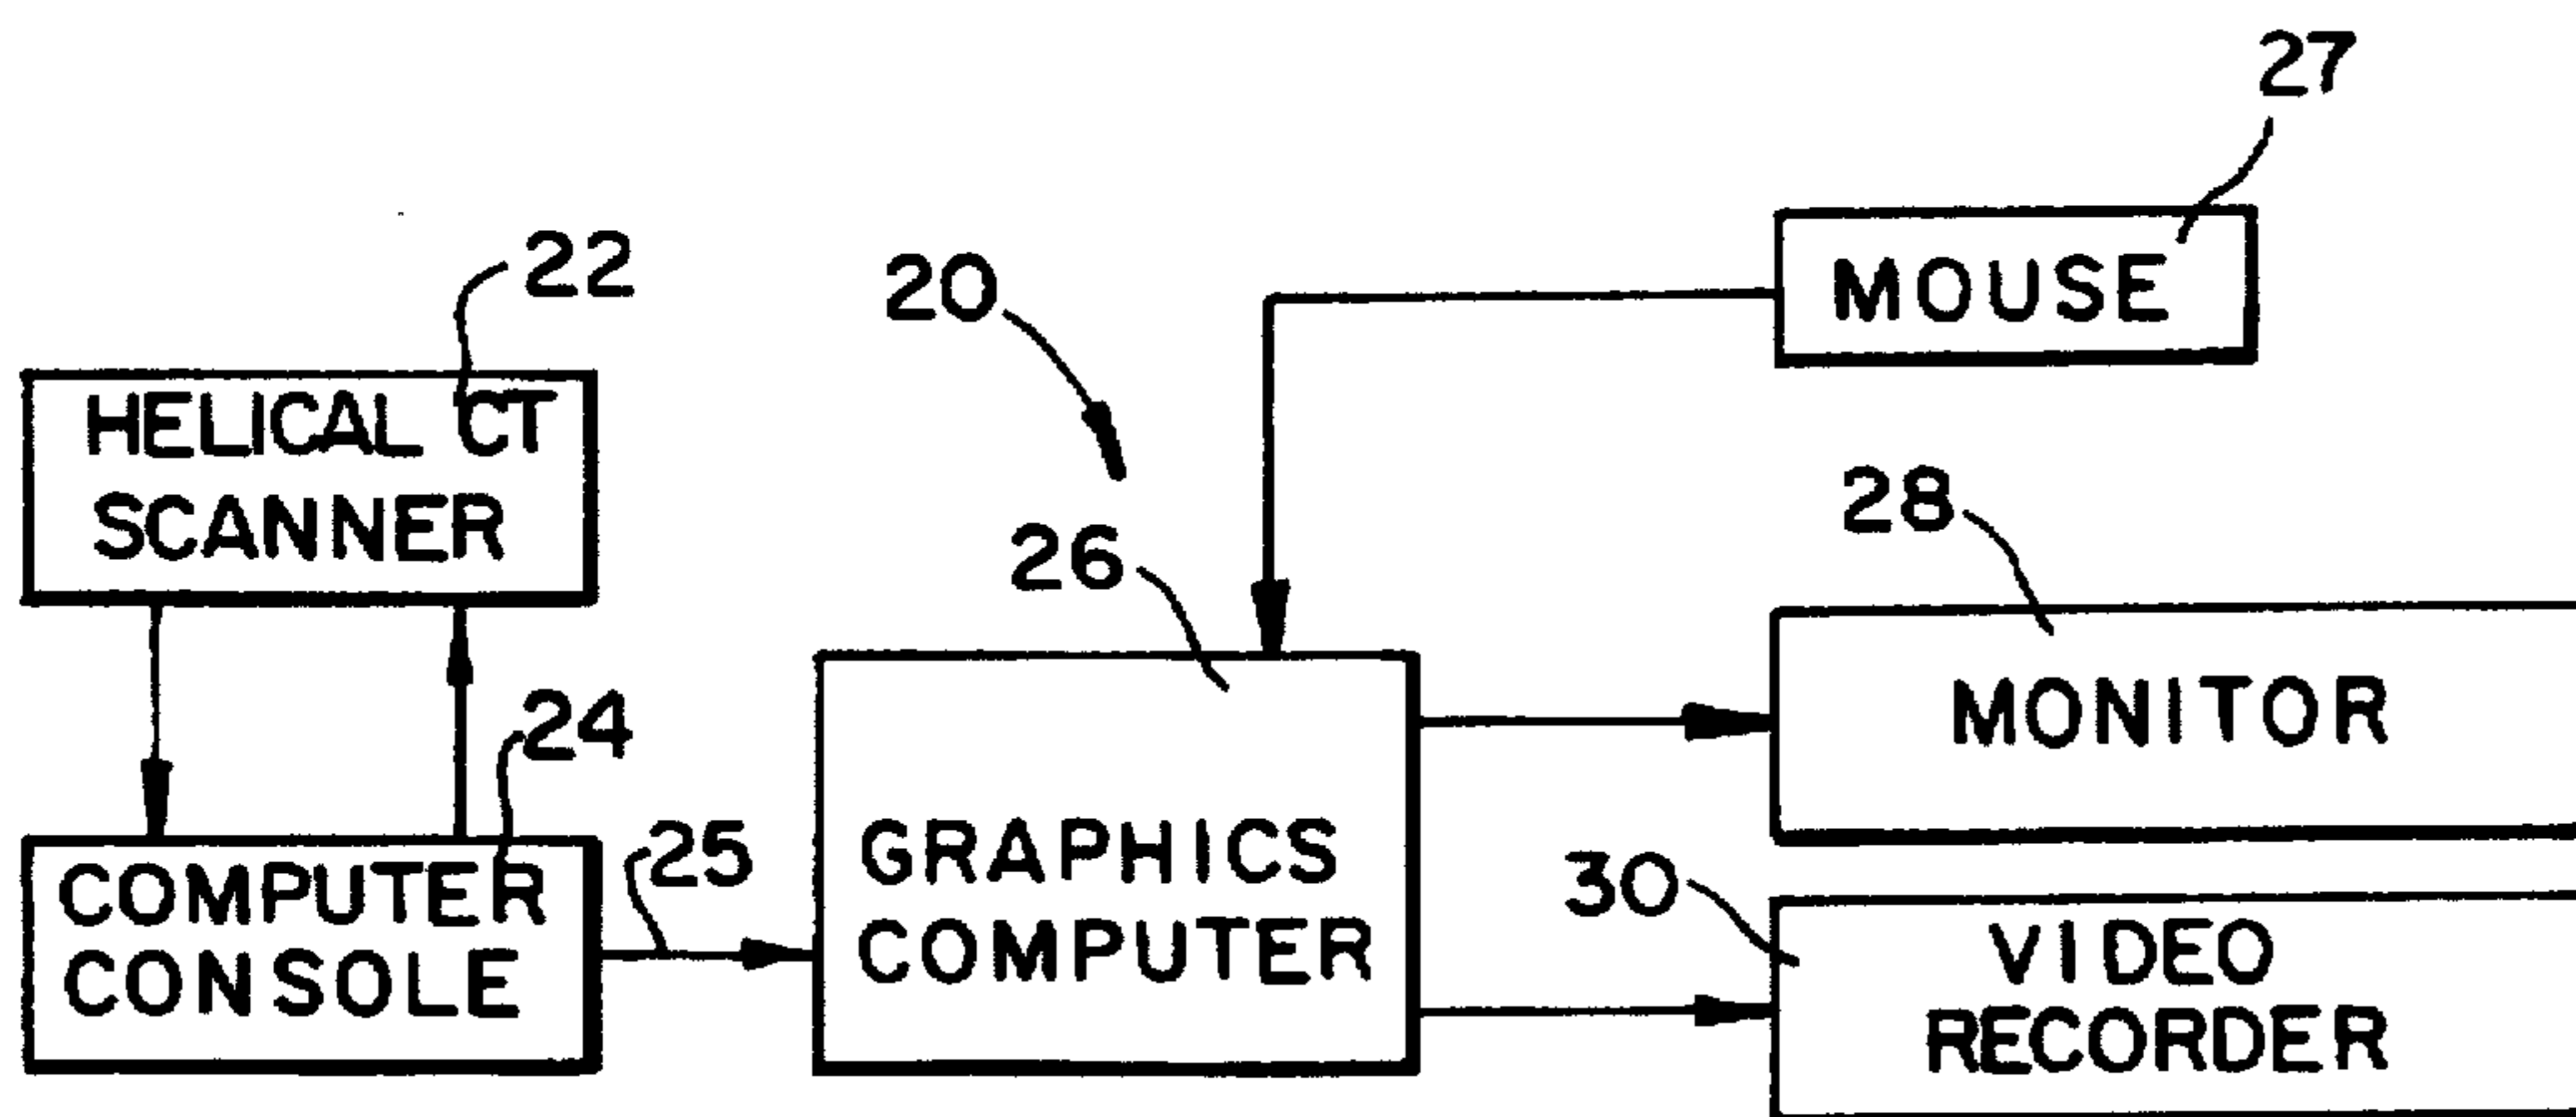 27
22
20
MOUSE
HELICAL CT
SCANNER
28
26
MONITOR
24
25
COMPUTER
CONSOLE
GRAPHICS
COMPUTER
30
VIDEO
RECORDER